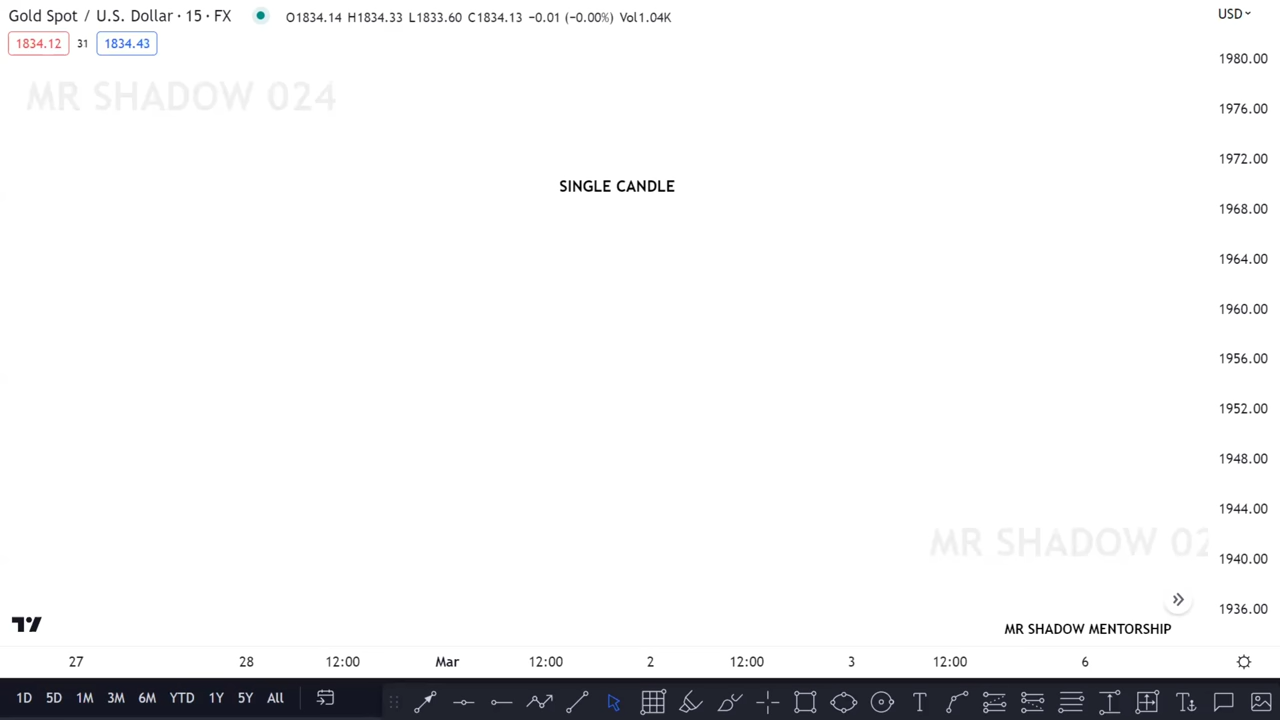 Gold Spot / U.S. Dollar · 15 · FX
O1834.14 H1834.33 L1833.60 C1834.13 −0.01 (−0.00%) Vol1.04K
USD
1834.12 31 1834.43
MR SHADOW 024
SINGLE CANDLE
1980.00
1976.00
1972.00
1968.00
1964.00
1960.00
1956.00
1952.00
1948.00
1944.00
1940.00
1936.00
MR SHADOW 02
MR SHADOW MENTORSHIP
27 28 12:00 Mar 12:00 2 12:00 3 12:00 6
1D 5D 1M 3M 6M YTD 1Y 5Y All